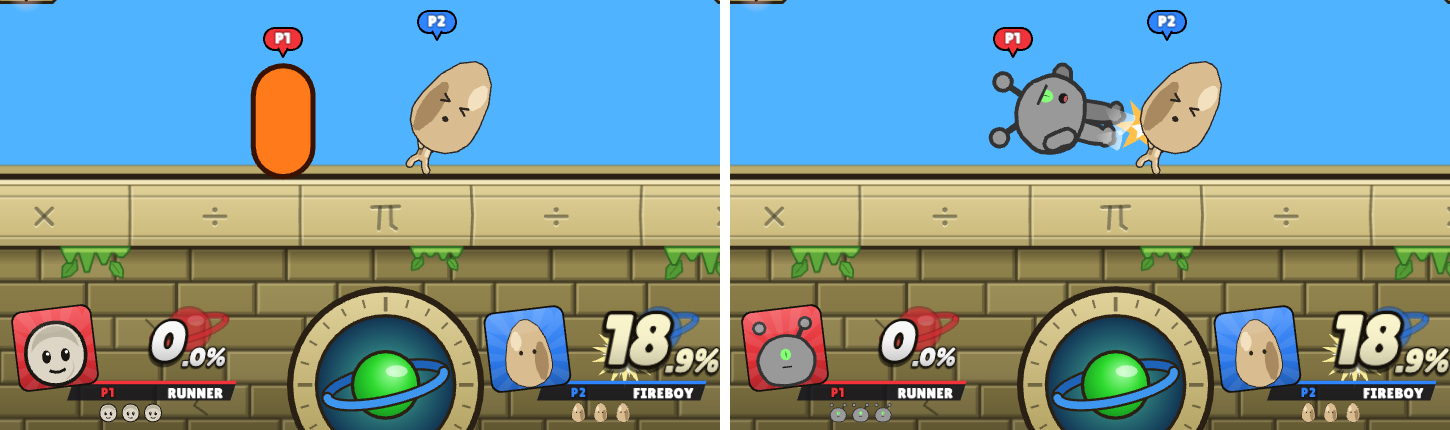 P1
P2
× ÷ π ÷
0.0%
18.9%
P1 RUNNER
P2 FIREBOY
P1
P2
× ÷ π ÷
0.0%
18.9%
P1 RUNNER
P2 FIREBOY